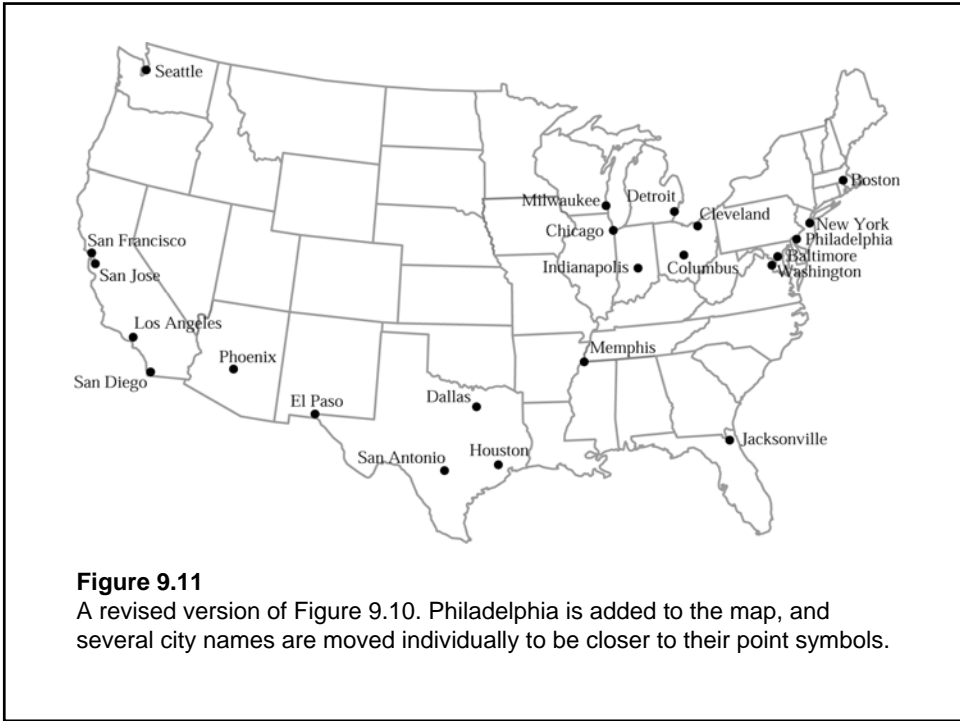 Seattle
Boston
Milwaukee
Detroit
Cleveland
New York
Chicago
Philadelphia
San Francisco
Baltimore
Indianapolis
Columbus
Washington
San Jose
Los Angeles
Memphis
Phoenix
San Diego
El Paso
Dallas
Jacksonville
Houston
San Antonio
Figure 9.11
A revised version of Figure 9.10. Philadelphia is added to the map, and
several city names are moved individually to be closer to their point symbols.